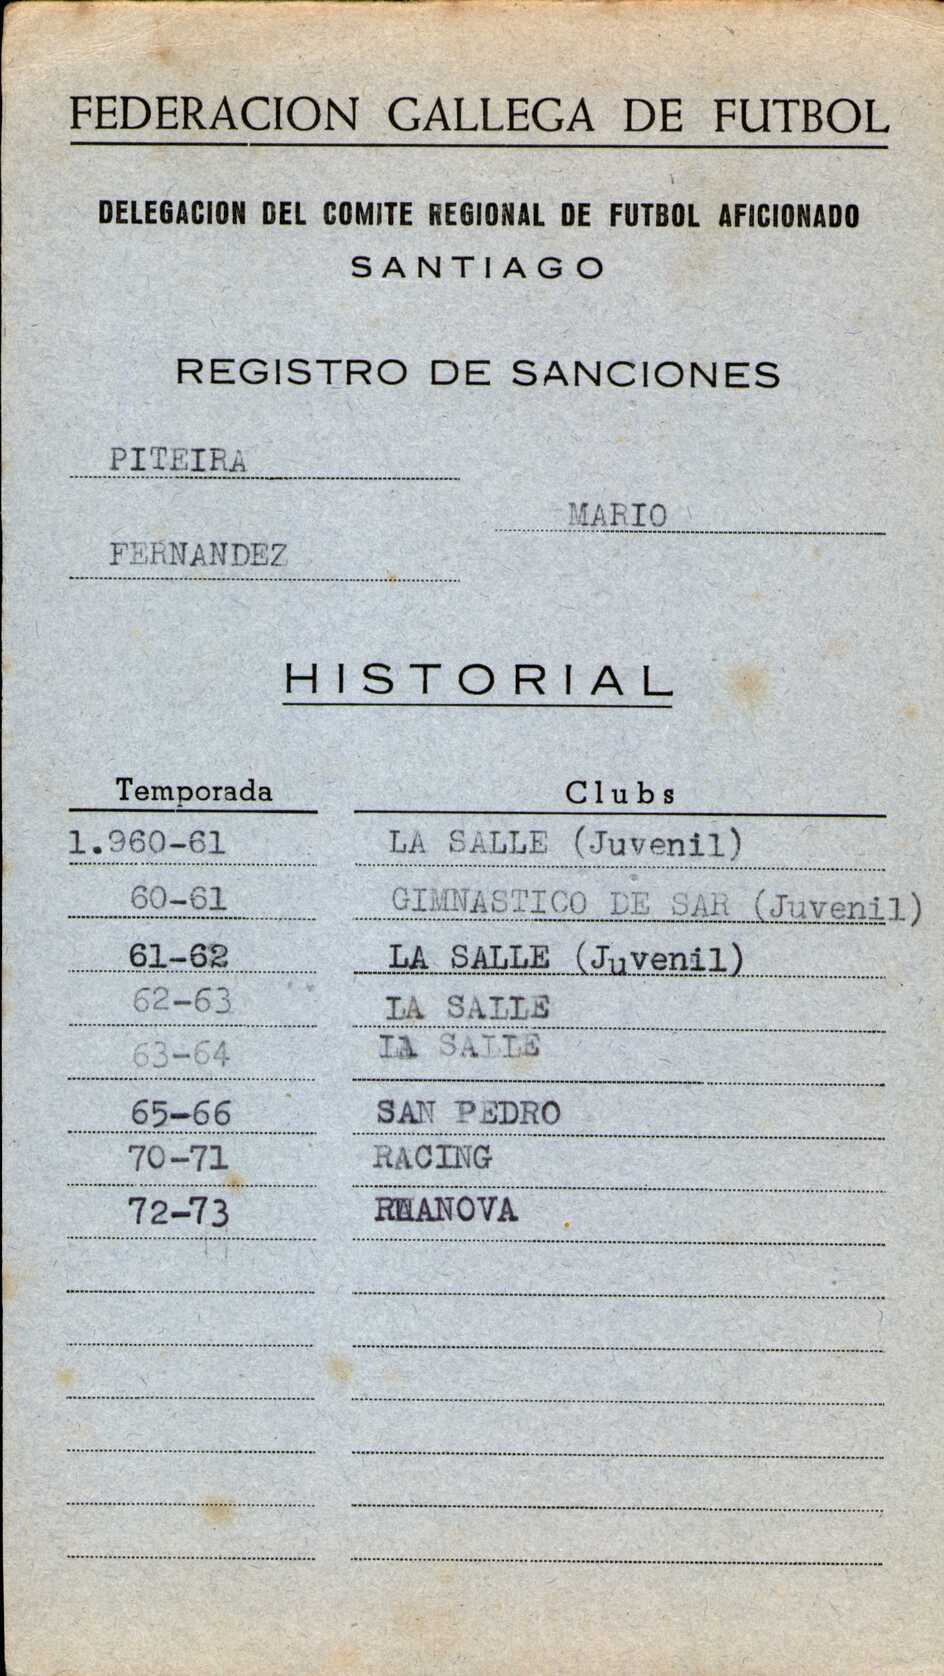 FEDERACION GALLEGA DE FUTBOL
DELEGACION DEL COMITE REGIONAL DE FUTBOL AFICIONADO
SANTIAGO
REGISTRO DE SANCIONES
PITEIRA
MARIO
FERNANDEZ
HISTORIAL
Temporada Clubs
1.960-61 LA SALLE (Juvenil)
60-61 GIMNASTICO DE SAR (Juvenil)
61-62 LA SALLE (Juvenil)
62-63 LA SALLE
63-64 LA SALLE
65-66 SAN PEDRO
70-71 RACING
72-73